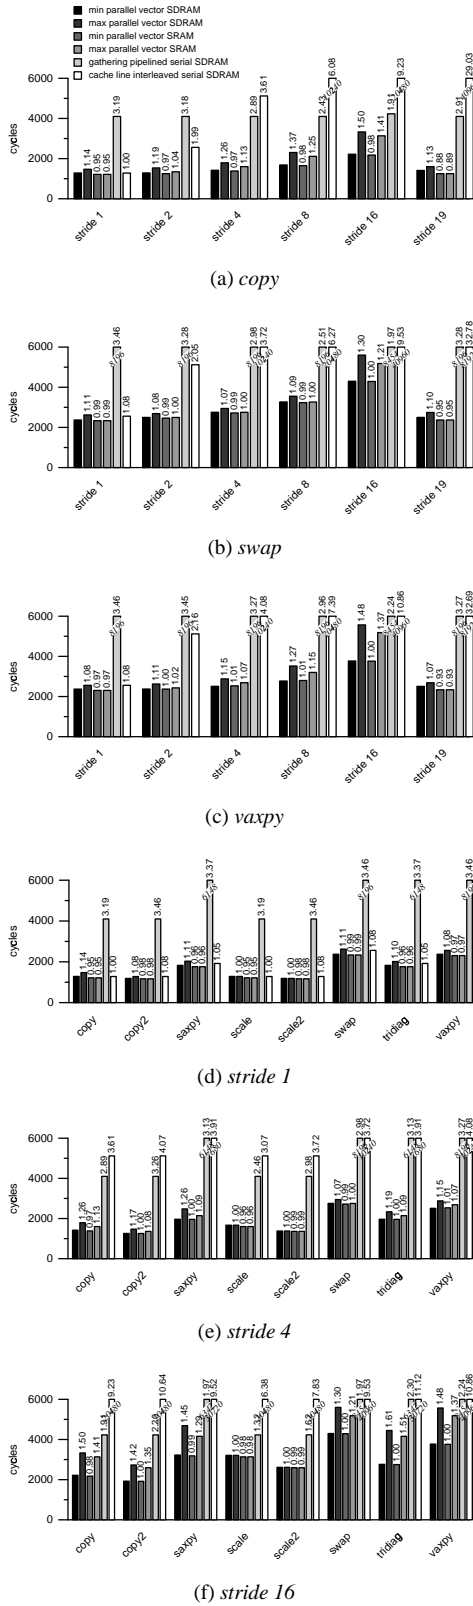 min parallel vector SDRAM
max parallel vector SDRAM
min parallel vector SRAM
max parallel vector SRAM
gathering pipelined serial SDRAM
cache line interleaved serial SDRAM
cycles
6000
4000
2000
0
1.14 0.95 0.95 3.19 1.00
1.19 0.97 1.04 3.18 1.99
1.26 0.97 1.13 2.89 3.61
1.37 0.98 1.25 2.43 6.08
1.50 0.98 1.41 1.91 9.23
1.13 0.88 0.89 2.91 29.03
stride 1 stride 2 stride 4 stride 8 stride 16 stride 19
(a) copy
cycles
6000
4000
2000
0
1.11 0.99 0.99 3.46 1.08
1.08 0.99 1.00 3.28 2.05
1.07 0.99 1.00 2.98 3.72
1.09 0.99 1.00 2.51 6.27
1.30 1.00 1.21 1.97 9.53
1.10 0.95 0.95 3.28 32.78
stride 1 stride 2 stride 4 stride 8 stride 16 stride 19
(b) swap
cycles
6000
4000
2000
0
1.08 0.97 0.97 3.46 1.08
1.11 1.00 1.02 3.45 2.16
1.15 1.01 1.07 3.27 4.08
1.27 1.01 1.15 2.96 7.39
1.48 1.00 1.37 2.24 10.86
1.07 0.93 0.93 3.27 32.69
stride 1 stride 2 stride 4 stride 8 stride 16 stride 19
(c) vaxpy
cycles
6000
4000
2000
0
1.14 0.95 0.95 3.19 1.00
1.08 0.98 0.98 3.46 1.08
1.11 0.96 0.96 3.37 1.05
1.00 0.95 0.95 3.19 1.00
1.00 0.98 0.98 3.46 1.08
1.11 0.99 0.99 3.46 1.08
1.10 0.96 0.96 3.37 1.05
1.08 0.97 0.97 3.46
copy copy2 saxpy scale scale2 swap tridiag vaxpy
(d) stride 1
cycles
6000
4000
2000
0
1.26 0.97 1.13 2.89 3.61
1.17 1.00 1.08 3.26 4.07
1.26 1.00 1.09 3.13 3.91
1.00 0.96 0.96 2.46 3.07
1.00 0.99 0.99 2.98 3.72
1.07 0.99 1.00 2.98 3.72
1.19 1.00 1.09 3.13 3.91
1.15 1.01 1.07 3.27 4.08
copy copy2 saxpy scale scale2 swap tridiag vaxpy
(e) stride 4
cycles
6000
4000
2000
0
1.50 0.98 1.41 1.91 9.23
1.42 1.00 1.35 10.64
1.45 0.99 1.29 1.97 9.52
1.00 0.98 0.98 6.38
1.00 0.99 0.99 7.83
1.30 1.00 1.21 1.97 9.53
1.61 1.00 1.51 2.30 11.12
1.48 1.00 1.37 2.24 10.86
copy copy2 saxpy scale scale2 swap tridiag vaxpy
(f) stride 16